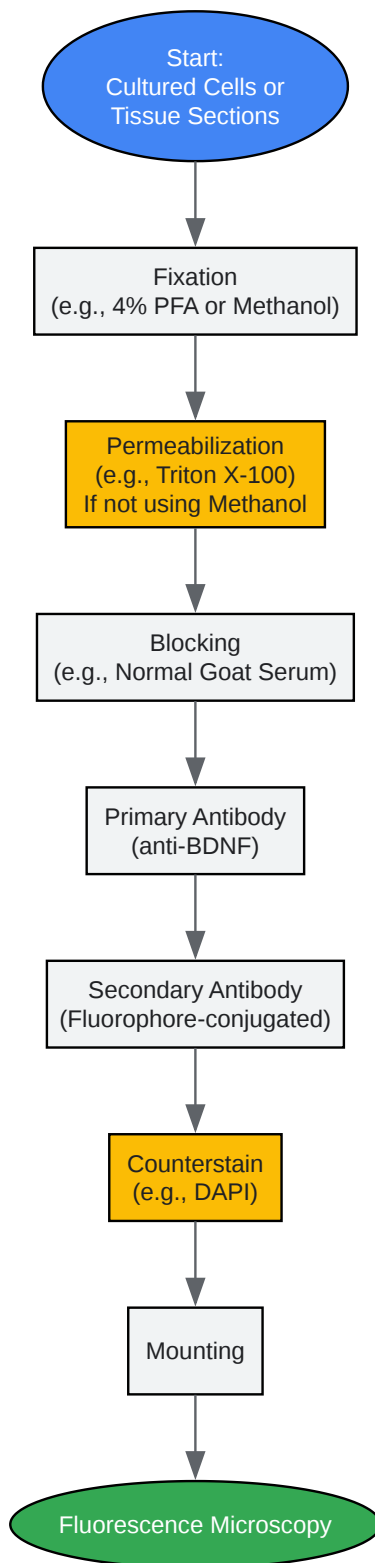 Start:
Cultured Cells or
Tissue Sections
Fixation
(e.g., 4% PFA or Methanol)
Permeabilization
(e.g., Triton X-100)
If not using Methanol
Blocking
(e.g., Normal Goat Serum)
Primary Antibody
(anti-BDNF)
Secondary Antibody
(Fluorophore-conjugated)
Counterstain
(e.g., DAPI)
Mounting
Fluorescence Microscopy